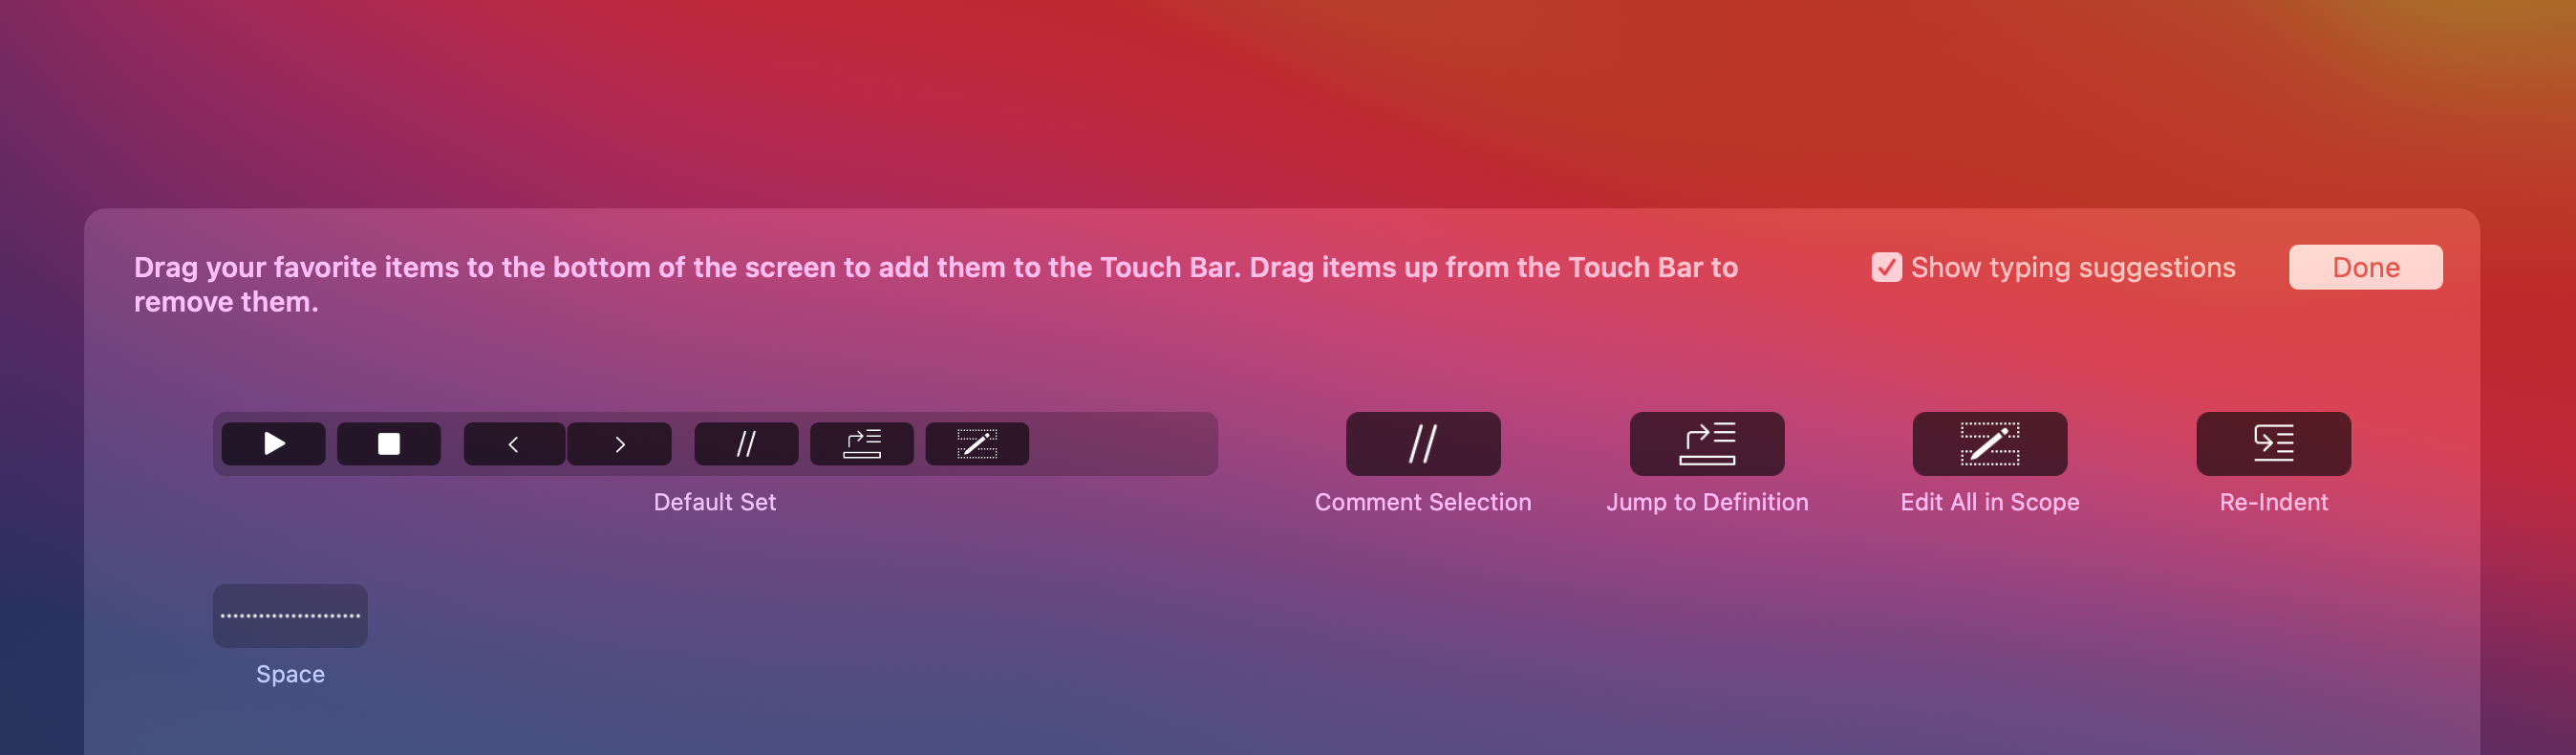 Drag your favorite items to the bottom of the screen to add them to the Touch Bar. Drag items up from the Touch Bar to
remove them.
Show typing suggestions
Done
//
//
Default Set
Comment Selection
Jump to Definition
Edit All in Scope
Re-Indent
Space